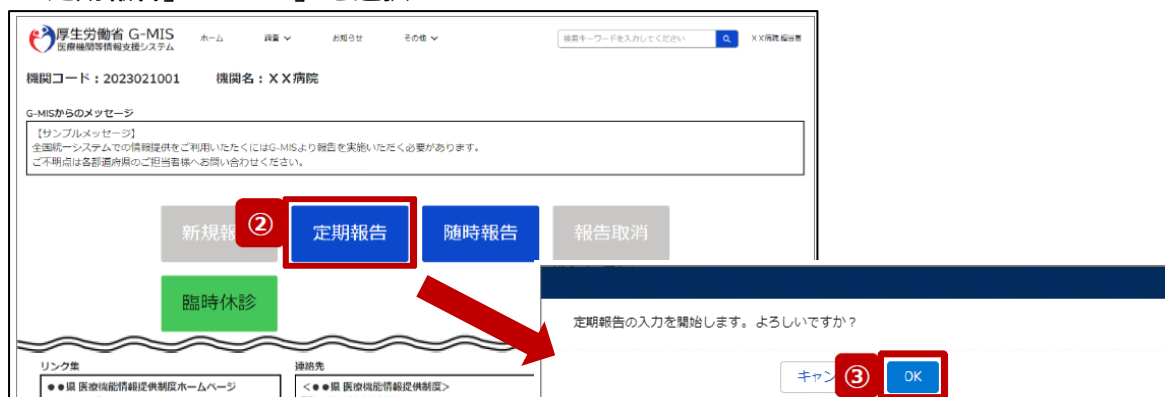 厚生労働省 G-MIS
医療機関等情報支援システム
ホーム 調査 お知らせ その他 検索キーワードを入力してください XX病院 担当者
機関コード：2023021001 機関名：XX病院
G-MISからのメッセージ
【サンプルメッセージ】
全国統一システムでの情報提供をご利用いただくにはG-MISより報告を実施いただく必要があります。
ご不明点は各都道府県のご担当者様へお問い合わせください。
新規報 ② 定期報告 随時報告 報告取消
臨時休診
定期報告の入力を開始します。よろしいですか？
キャン ③ OK
リンク集 連絡先
●●県 医療機能情報提供制度ホームページ <●●県 医療機能情報提供制度>